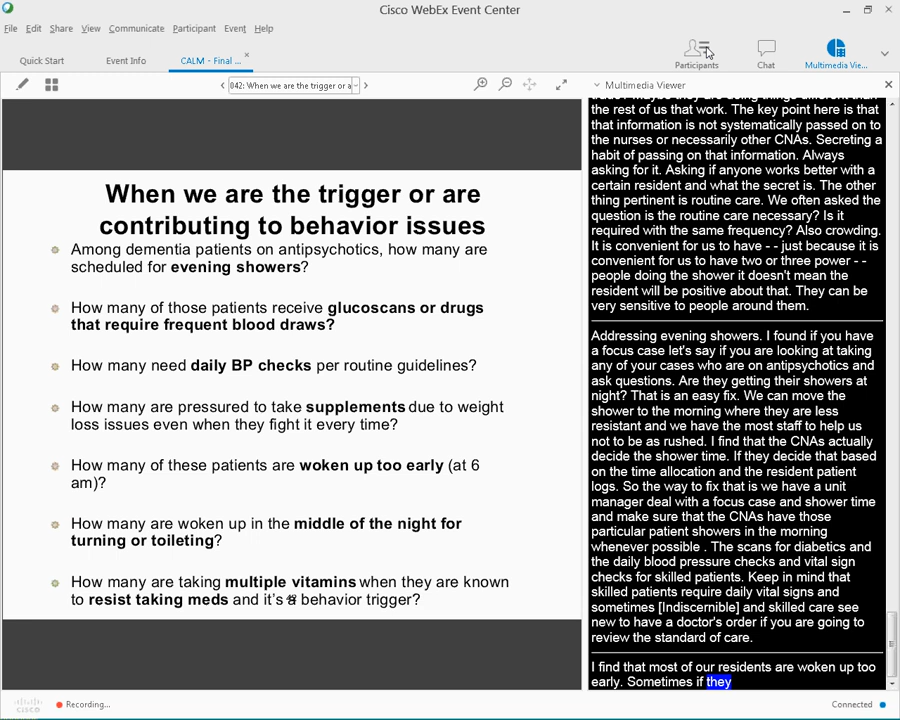 Cisco WebEx Event Center
File Edit Share View Communicate Participant Event Help
Quick Start
Event Info
CALM - Final ...
Participants
Chat
Multimedia Vie...
042: When we are the trigger or a
Multimedia Viewer
When we are the trigger or are
contributing to behavior issues
Among dementia patients on antipsychotics, how many are
scheduled for evening showers?
How many of those patients receive glucoscans or drugs
that require frequent blood draws?
How many need daily BP checks per routine guidelines?
How many are pressured to take supplements due to weight
loss issues even when they fight it every time?
How many of these patients are woken up too early (at 6
am)?
How many are woken up in the middle of the night for
turning or toileting?
How many are taking multiple vitamins when they are known
to resist taking meds and it's behavior trigger?
the rest of us that work. The key point here is that
that information is not systematically passed on to
the nurses or necessarily other CNAs. Secreting a
habit of passing on that information. Always
asking for it. Asking if anyone works better with a
certain resident and what the secret is. The other
thing pertinent is routine care. We often asked the
question is the routine care necessary? Is it
required with the same frequency? Also crowding.
It is convenient for us to have - - just because it is
convenient for us to have two or three power - -
people doing the shower it doesn't mean the
resident will be positive about that. They can be
very sensitive to people around them.
Addressing evening showers. I found if you have
a focus case let's say if you are looking at taking
any of your cases who are on antipsychotics and
ask questions. Are they getting their showers at
night? That is an easy fix. We can move the
shower to the morning where they are less
resistant and we have the most staff to help us
not to be as rushed. I find that the CNAs actually
decide the shower time. If they decide that based
on the time allocation and the resident patient
logs. So the way to fix that is we have a unit
manager deal with a focus case and shower time
and make sure that the CNAs have those
particular patient showers in the morning
whenever possible . The scans for diabetics and
the daily blood pressure checks and vital sign
checks for skilled patients. Keep in mind that
skilled patients require daily vital signs and
sometimes [Indiscernible] and skilled care see
new to have a doctor's order if you are going to
review the standard of care.
I find that most of our residents are woken up too
early. Sometimes if they
cisco
Recording...
Connected